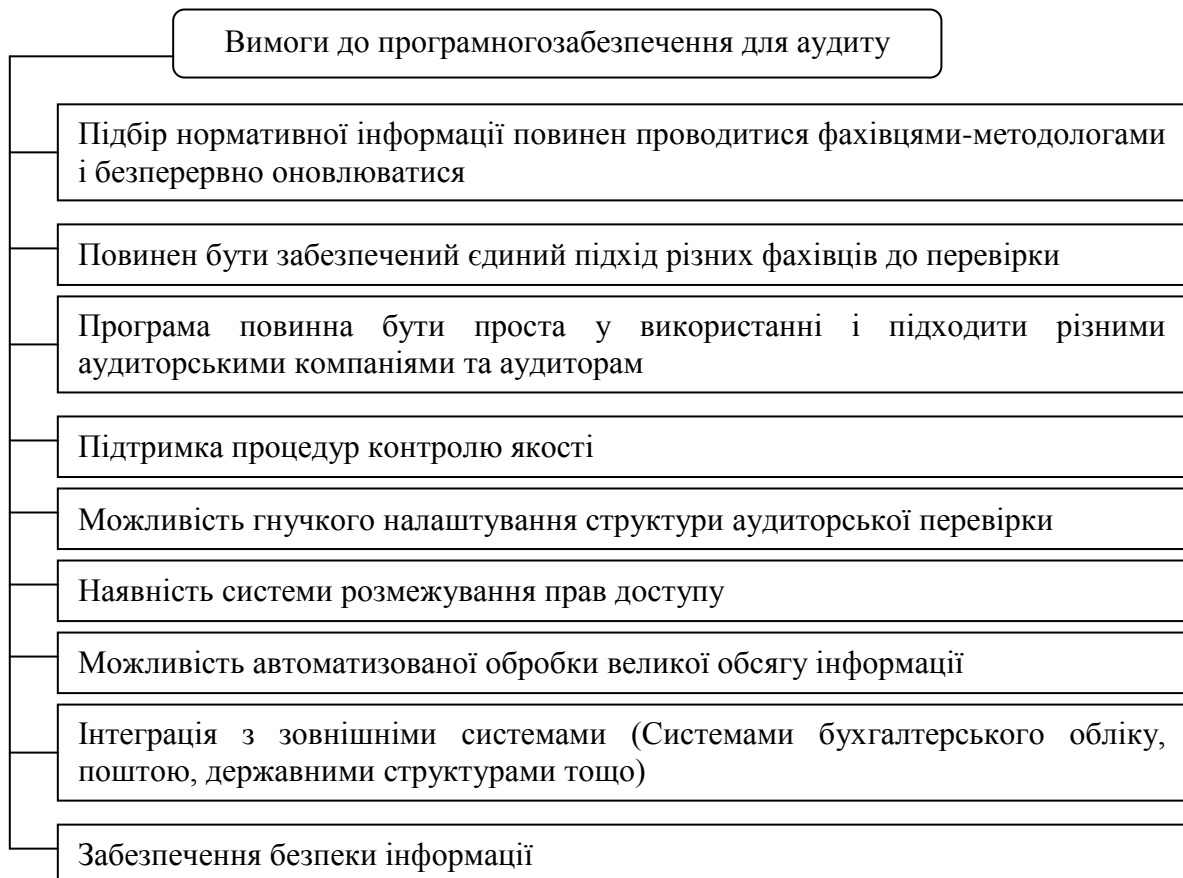 Вимоги до програмногозабезпечення для аудиту
Підбір нормативної інформації повинен проводитися фахівцями-методологами
і безперервно оновлюватися
Повинен бути забезпечений єдиний підхід різних фахівців до перевірки
Програма повинна бути проста у використанні і підходити різними
аудиторськими компаніями та аудиторам
Підтримка процедур контролю якості
Можливість гнучкого налаштування структури аудиторської перевірки
Наявність системи розмежування прав доступу
Можливість автоматизованої обробки великої обсягу інформації
Інтеграція з зовнішніми системами (Системами бухгалтерського обліку,
поштою, державними структурами тощо)
Забезпечення безпеки інформації